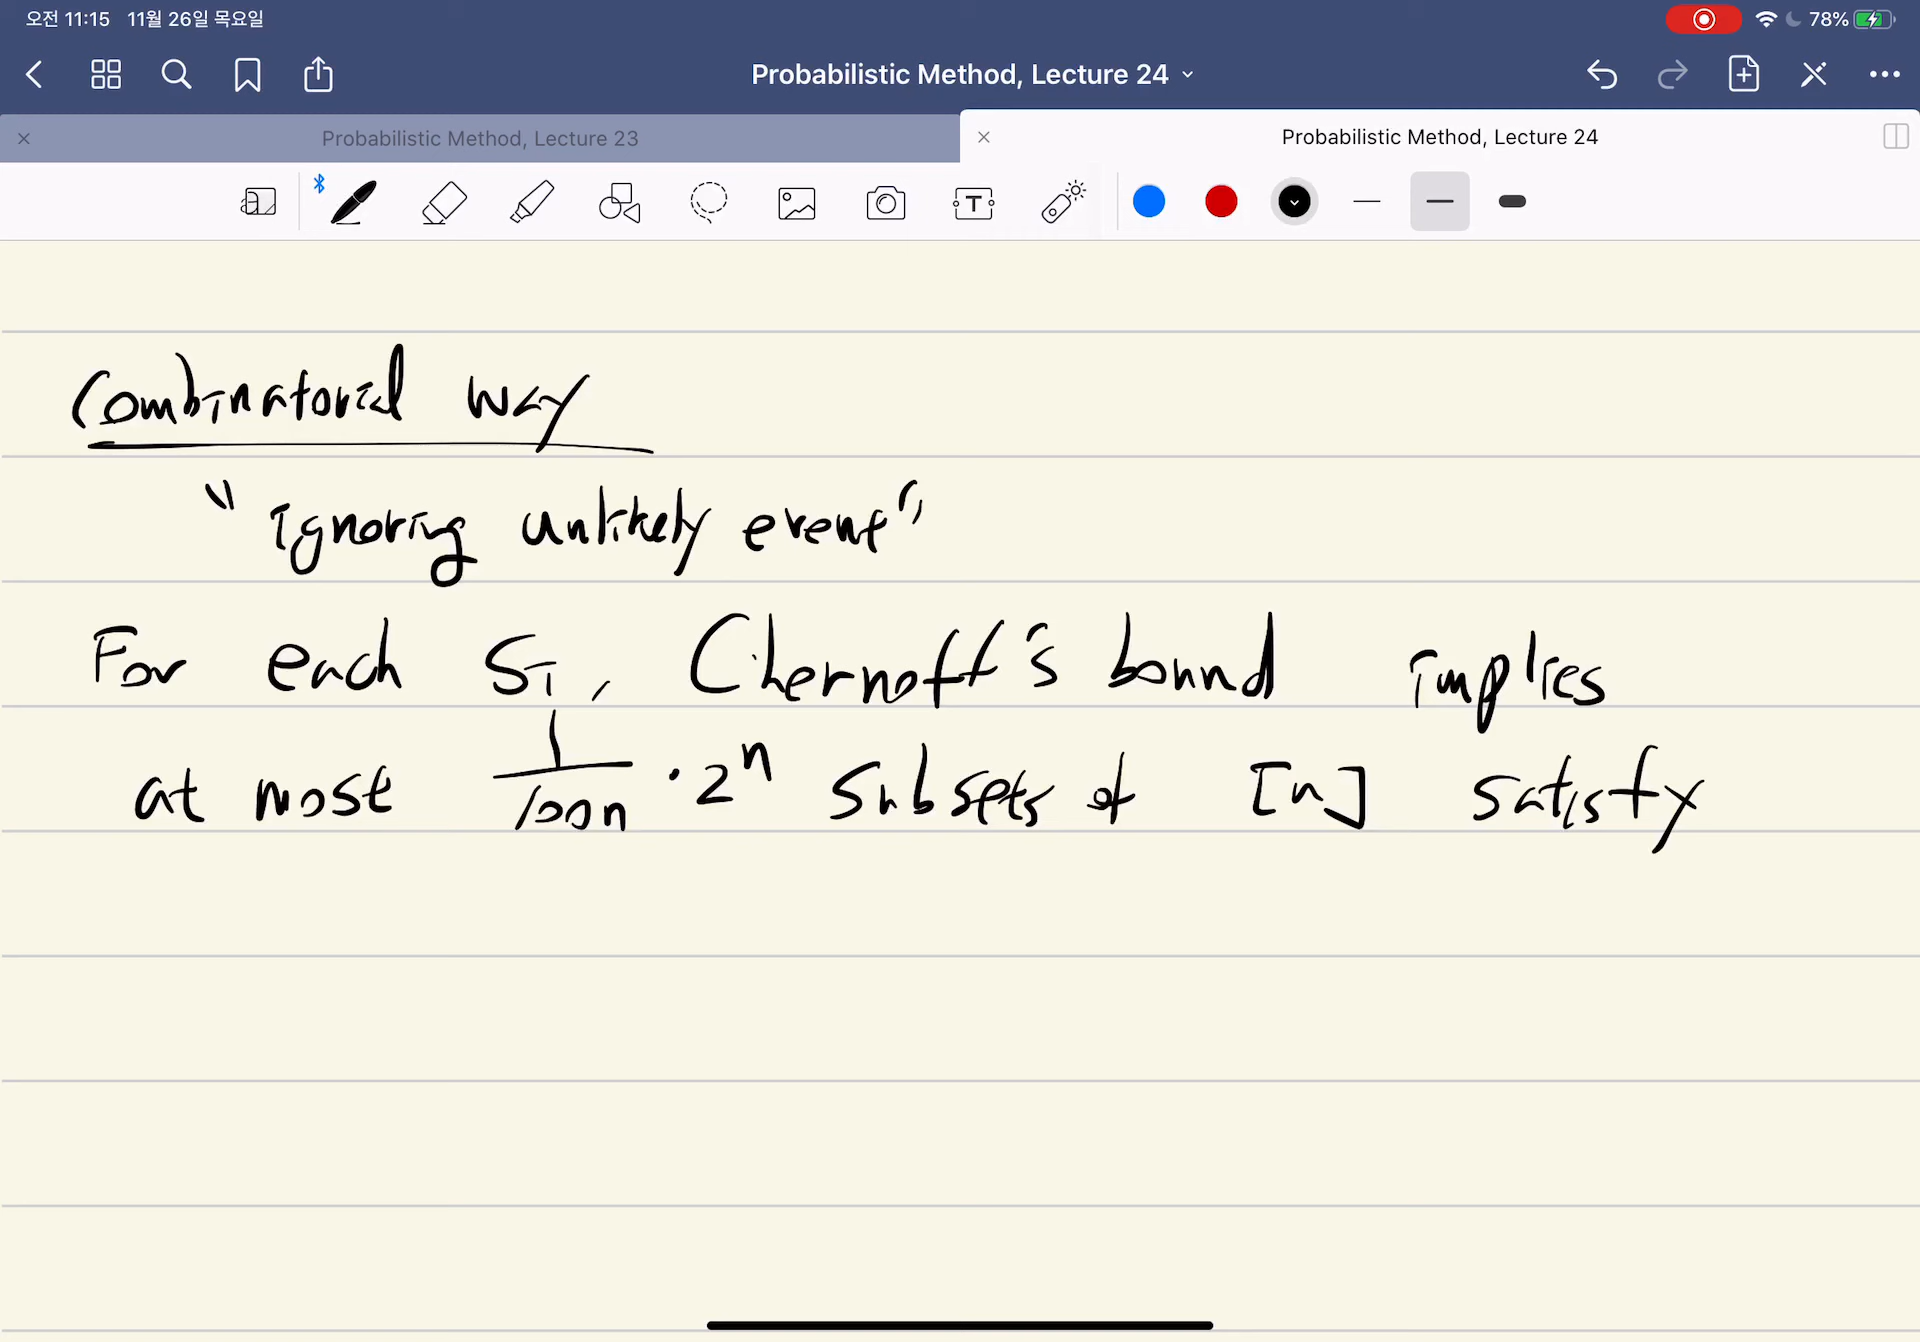 오전 11:15 11월 26일 목요일 78%
Probabilistic Method, Lecture 24
Probabilistic Method, Lecture 23 Probabilistic Method, Lecture 24
Combinatorial way
"ignoring unlikely event"
For each Si, Chernoff's bound implies
at most 1/100n · 2^n subsets of [n] satisfy